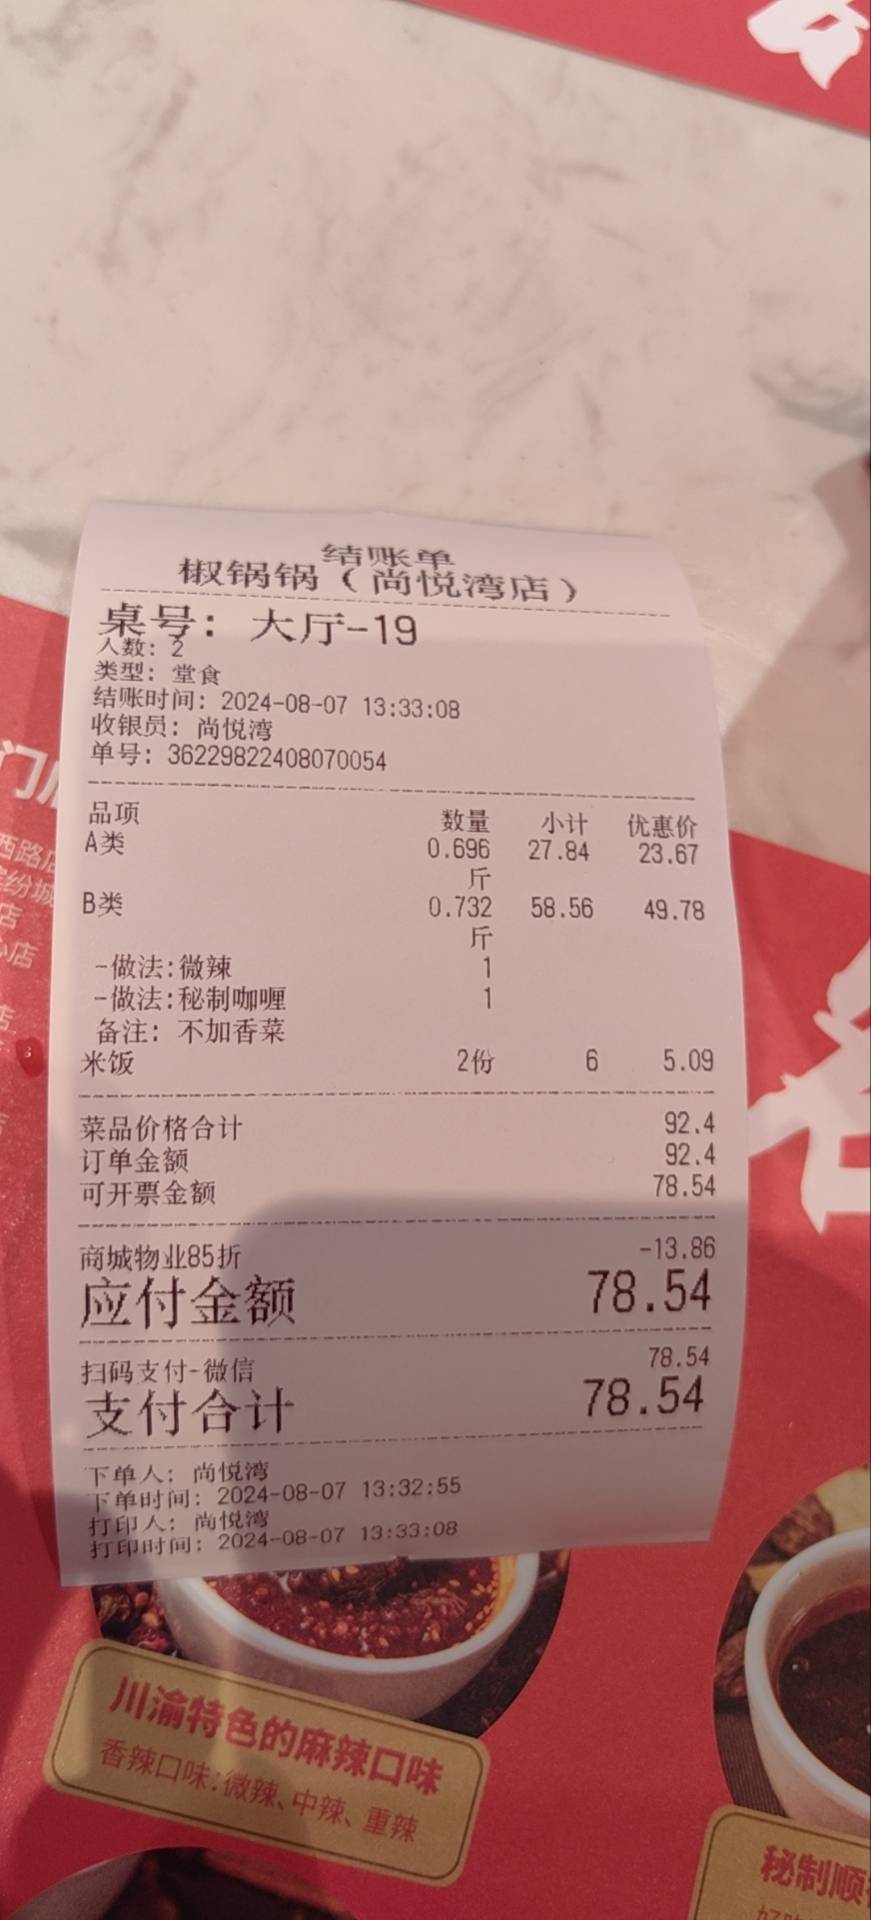 结账单
椒锅锅（尚悦湾店）
桌号： 大厅-19
人数: 2
类型: 堂食
结账时间: 2024-08-07 13:33:08
收银员: 尚悦湾
单号: 36229822408070054
品项 数量 小计 优惠价
A类 0.696 27.84 23.67
斤
B类 0.732 58.56 49.78
斤
-做法:微辣 1
-做法:秘制咖喱 1
备注: 不加香菜
米饭 2份 6 5.09
菜品价格合计 92.4
订单金额 92.4
可开票金额 78.54
商城物业85折 -13.86
应付金额 78.54
扫码支付-微信 78.54
支付合计 78.54
下单人: 尚悦湾
下单时间: 2024-08-07 13:32:55
打印人: 尚悦湾
打印时间: 2024-08-07 13:33:08
川渝特色的麻辣口味
香辣口味:微辣、中辣、重辣
秘制顺
西路店
缤纷城
店
心店